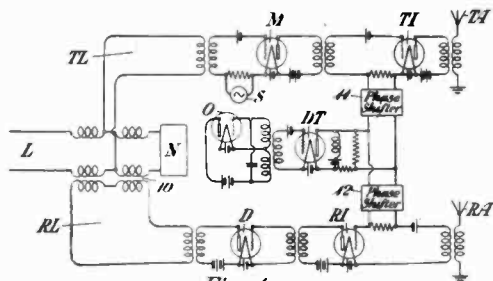 M
TI
TA
TL
S
11
Phase
Shifter
O
DT
L
N
10
12
Phase
Shifter
RL
D
RI
RA